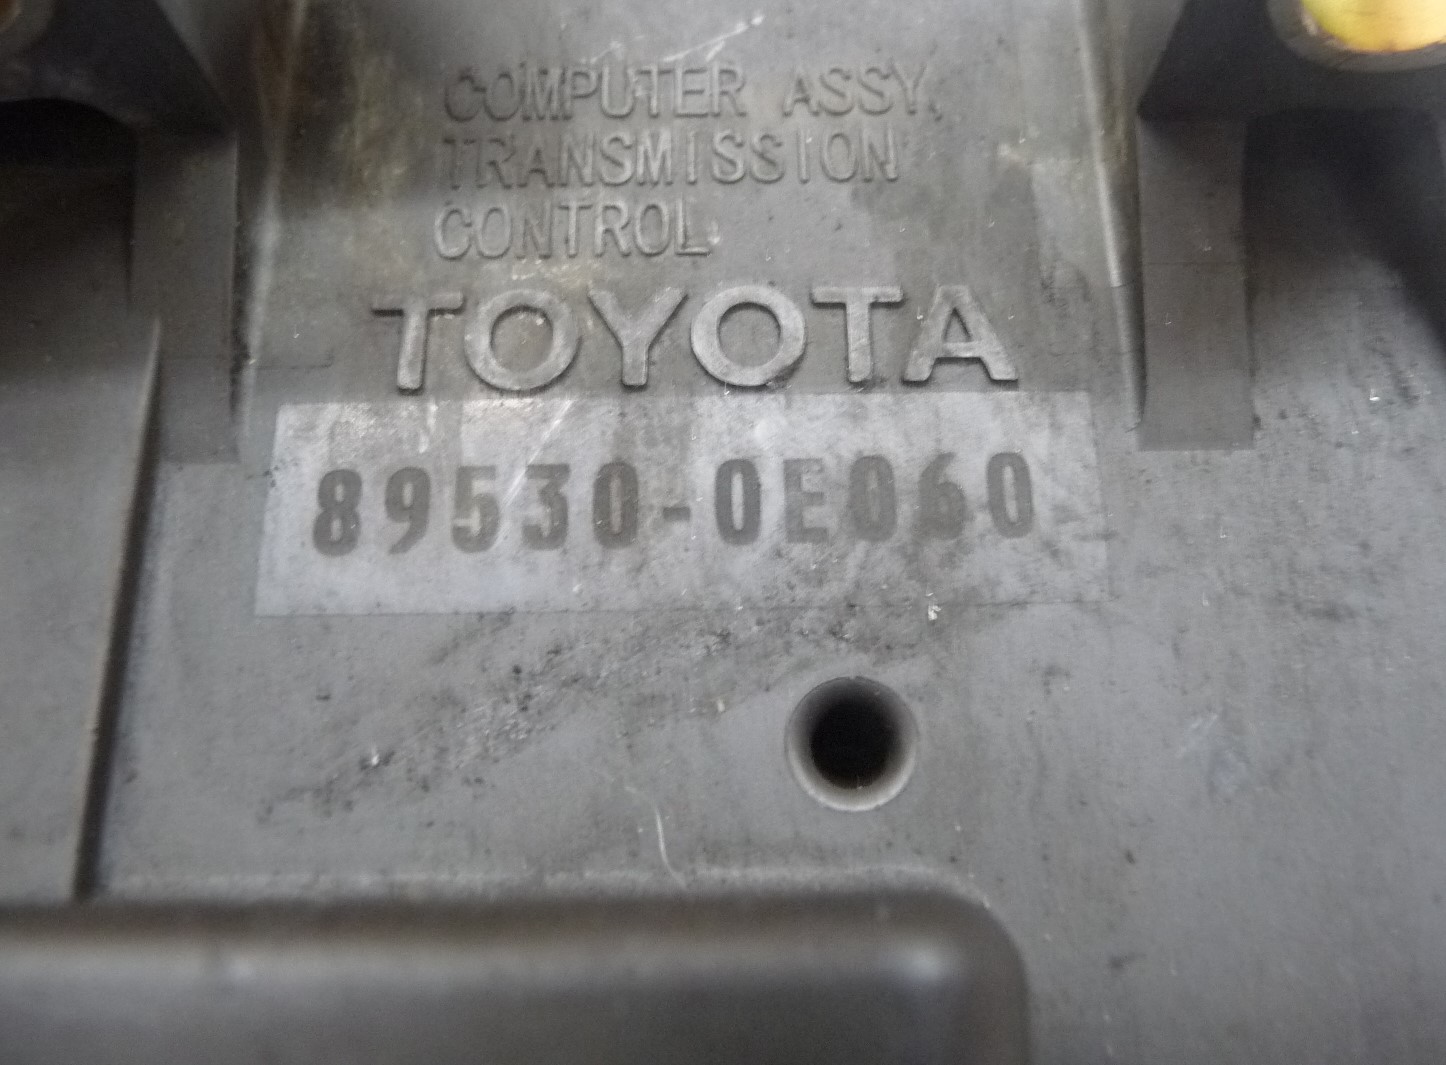 COMPUTER ASSY,
TRANSMISSION
CONTROL
TOYOTA
89530-0E060